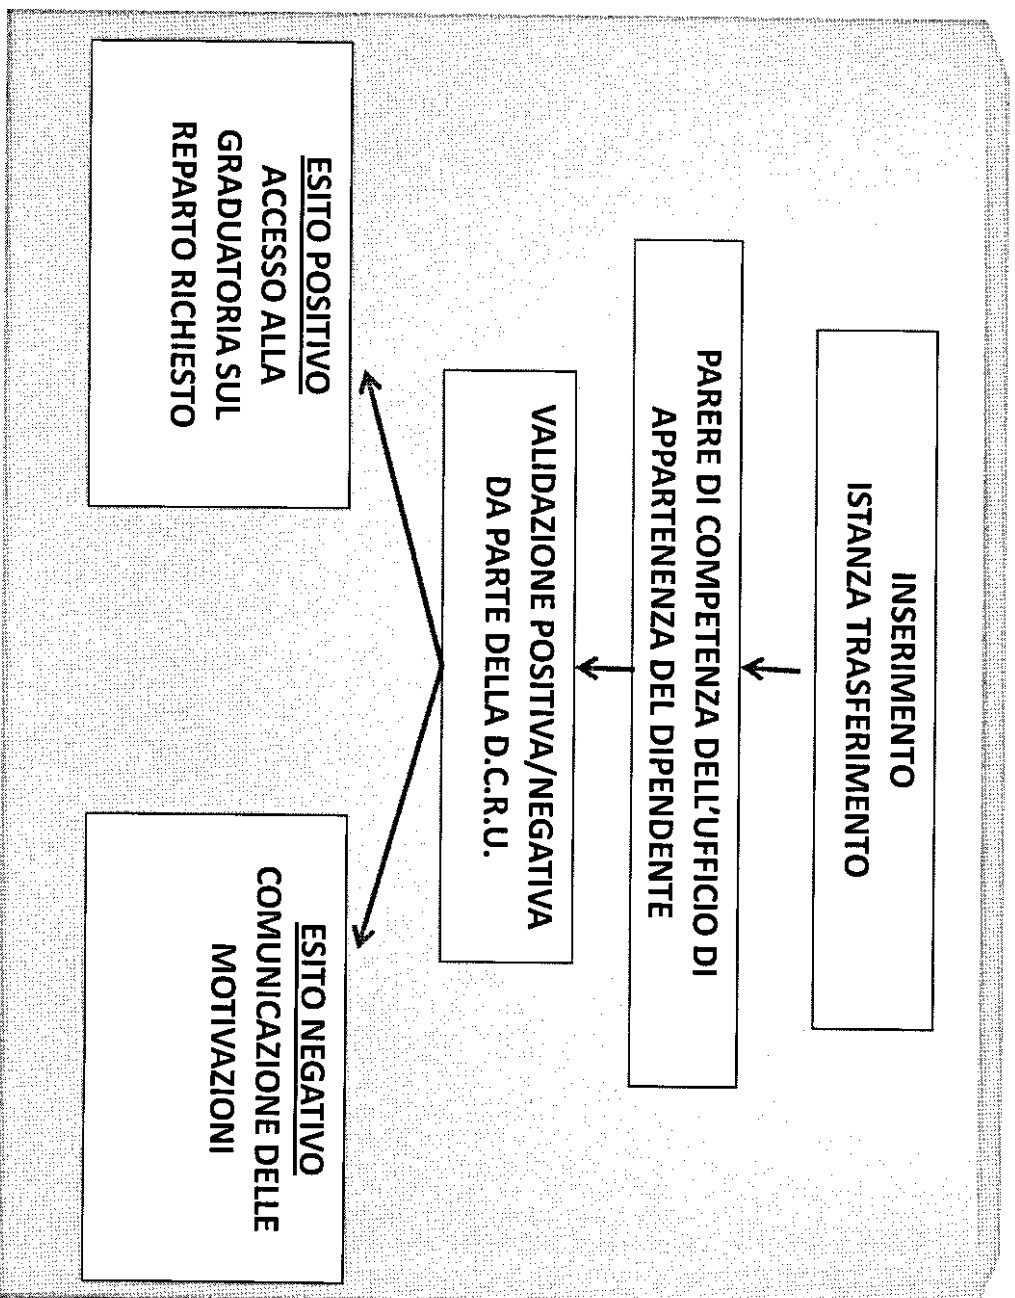 INSERIMENTO
ISTANZA TRASFERIMENTO
PARERE DI COMPETENZA DELL'UFFICIO DI
APPARTENENZA DEL DIPENDENTE
VALIDAZIONE POSITIVA/NEGATIVA
DA PARTE DELLA D.C.R.U.
ESITO POSITIVO
ACCESSO ALLA
GRADUATORIA SUL
REPARTO RICHIESTO
ESITO NEGATIVO
COMUNICAZIONE DELLE
MOTIVAZIONI